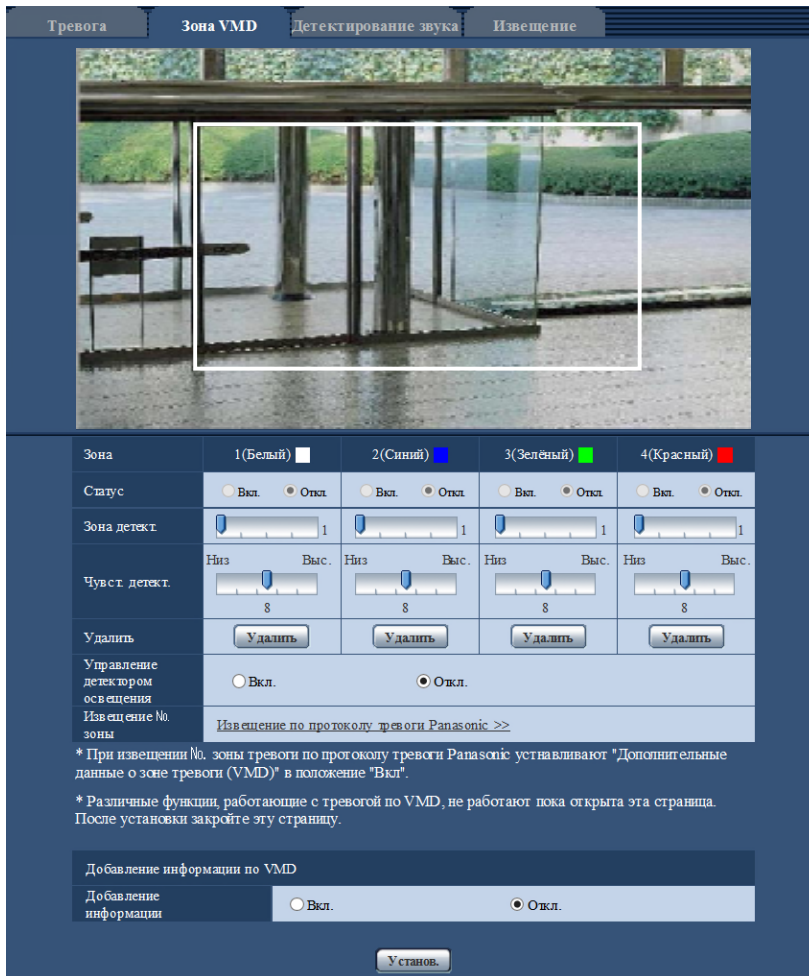 Тревога Зона VMD Детектирование звука Извещение
Зона 1(Белый) 2(Синий) 3(Зелёный) 4(Красный)
Статус Вкл. Откл. Вкл. Откл. Вкл. Откл. Вкл. Откл.
Зона детект. 1 1 1 1
Низ Выс. Низ Выс. Низ Выс. Низ Выс.
Чувст. детект.
8 8 8 8
Удалить Удалить Удалить Удалить Удалить
Управление
детектором
освещения
Вкл. Откл.
Извещение №.
зоны
Извещение по протоколу тревоги Panasonic >>
* При извещении №. зоны тревоги по протоколу тревоги Panasonic устнавливают "Дополнительные
данные о зоне тревоги (VMD)" в положение "Вкл".
* Различные функции, работающие с тревогой по VMD, не работают пока открыта эта страница.
После установки закройте эту страницу.
Добавление информации по VMD
Добавление
информации
Вкл. Откл.
Установ.